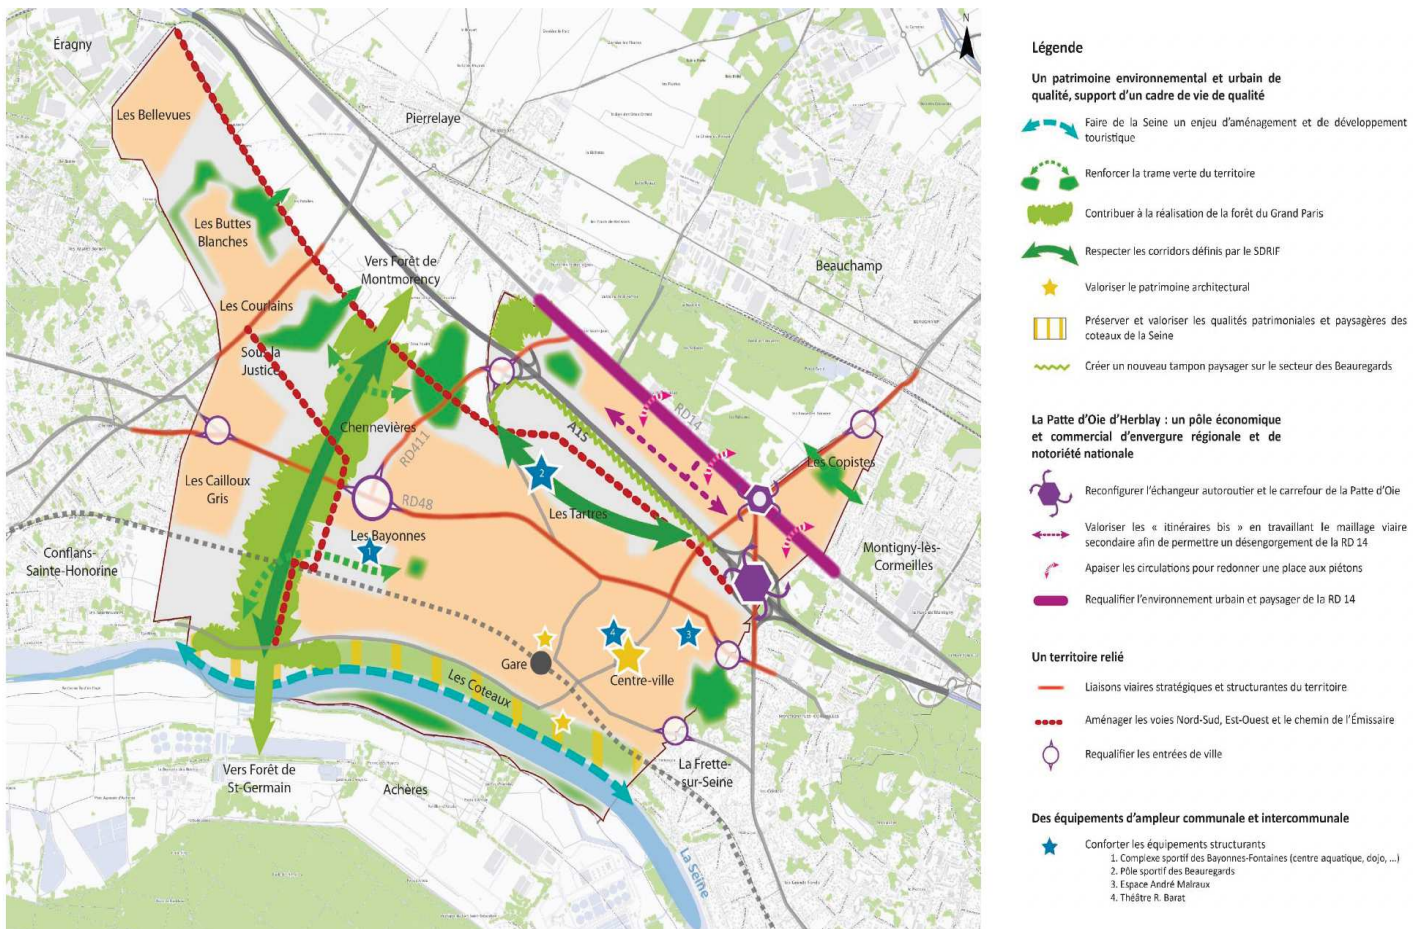 Éragny
N
Les Bellevues
Pierrelaye
Les Buttes
Blanches
Vers Forêt de
Montmorency
Beauchamp
BEAUCHAMP
Les Courlains
Sous la
Justice
RD14
A15
Chennevières
RD411
Les Copistes
Les Cailloux
Gris
2
RD48
Les Tartres
Les Bayonnes
1
Conflans-
Sainte-Honorine
Montigny-lès-
Cormeilles
4
3
Gare
Centre-ville
Les Coteaux
La Frette-
sur-Seine
Vers Forêt de
St-Germain
Achères
La Seine
Légende
Un patrimoine environnemental et urbain de
qualité, support d'un cadre de vie de qualité
Faire de la Seine un enjeu d'aménagement et de développement
touristique
Renforcer la trame verte du territoire
Contribuer à la réalisation de la forêt du Grand Paris
Respecter les corridors définis par le SDRIF
Valoriser le patrimoine architectural
Préserver et valoriser les qualités patrimoniales et paysagères des
coteaux de la Seine
Créer un nouveau tampon paysager sur le secteur des Beauregards
La Patte d'Oie d'Herblay : un pôle économique
et commercial d'envergure régionale et de
notoriété nationale
Reconfigurer l'échangeur autoroutier et le carrefour de la Patte d'Oie
Valoriser les « itinéraires bis » en travaillant le maillage viaire
secondaire afin de permettre un désengorgement de la RD 14
Apaiser les circulations pour redonner une place aux piétons
Requalifier l'environnement urbain et paysager de la RD 14
Un territoire relié
Liaisons viaires stratégiques et structurantes du territoire
Aménager les voies Nord-Sud, Est-Ouest et le chemin de l'Émissaire
Requalifier les entrées de ville
Des équipements d'ampleur communale et intercommunale
Conforter les équipements structurants
1. Complexe sportif des Bayonnes-Fontaines (centre aquatique, dojo, ...)
2. Pôle sportif des Beauregards
3. Espace André Malraux
4. Théâtre R. Barat